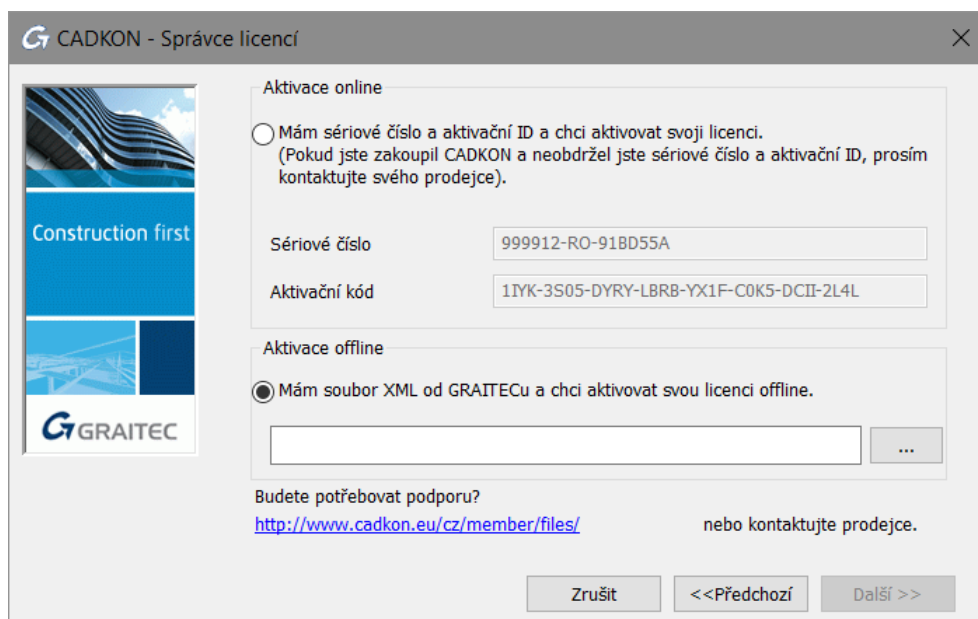 CADKON - Správce licencí
Aktivace online
Mám sériové číslo a aktivační ID a chci aktivovat svoji licenci.
(Pokud jste zakoupil CADKON a neobdržel jste sériové číslo a aktivační ID, prosím
kontaktujte svého prodejce).
Construction first
Sériové číslo
999912-RO-91BD55A
Aktivační kód
1IYK-3S05-DYRY-LBRB-YX1F-C0K5-DCII-2L4L
Aktivace offline
Mám soubor XML od GRAITECu a chci aktivovat svou licenci offline.
GRAITEC
...
Budete potřebovat podporu?
http://www.cadkon.eu/cz/member/files/ nebo kontaktujte prodejce.
Zrušit
<<Předchozí
Další >>